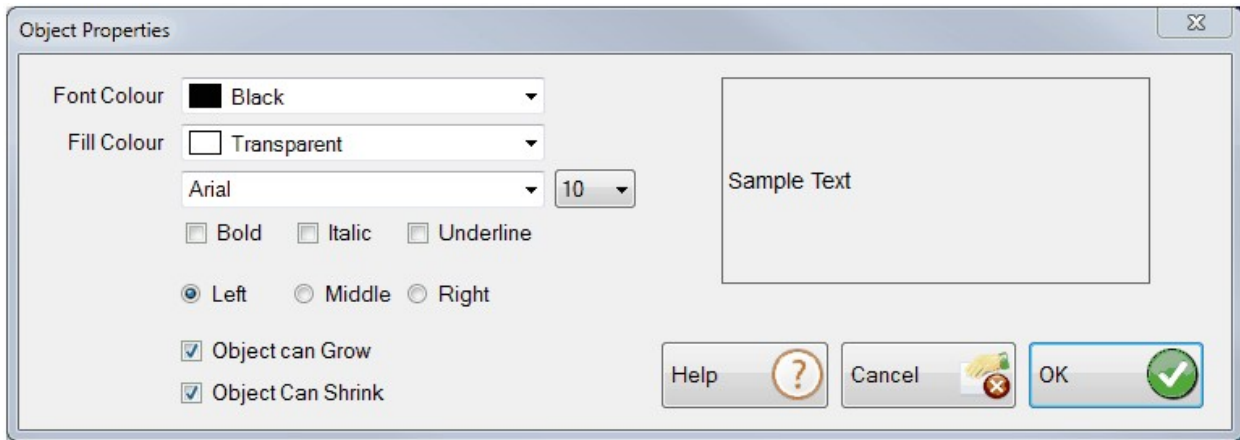 Object Properties
Font Colour Black
Fill Colour Transparent
Arial 10
Bold Italic Underline
Left Middle Right
Object can Grow
Object Can Shrink
Sample Text
Help ? Cancel OK